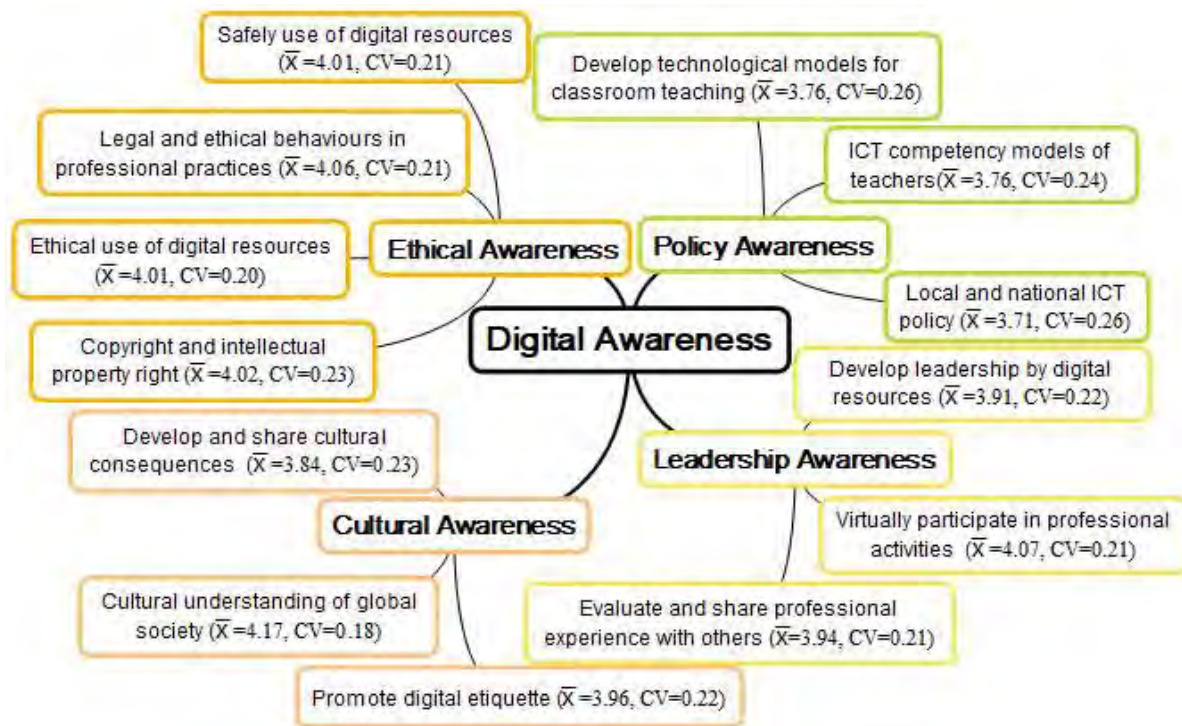 Safely use of digital resources
(X̄ =4.01, CV=0.21)
Develop technological models for
classroom teaching (X̄ =3.76, CV=0.26)
Legal and ethical behaviours in
professional practices (X̄ =4.06, CV=0.21)
ICT competency models of
teachers(X̄ =3.76, CV=0.24)
Ethical use of digital resources
(X̄ =4.01, CV=0.20)
Ethical Awareness
Policy Awareness
Local and national ICT
policy (X̄ =3.71, CV=0.26)
Digital Awareness
Copyright and intellectual
property right (X̄ =4.02, CV=0.23)
Develop leadership by digital
resources (X̄ =3.91, CV=0.22)
Develop and share cultural
consequences (X̄ =3.84, CV=0.23)
Leadership Awareness
Cultural Awareness
Virtually participate in professional
activities (X̄ =4.07, CV=0.21)
Cultural understanding of global
society (X̄ =4.17, CV=0.18)
Evaluate and share professional
experience with others (X̄=3.94, CV=0.21)
Promote digital etiquette (X̄ =3.96, CV=0.22)